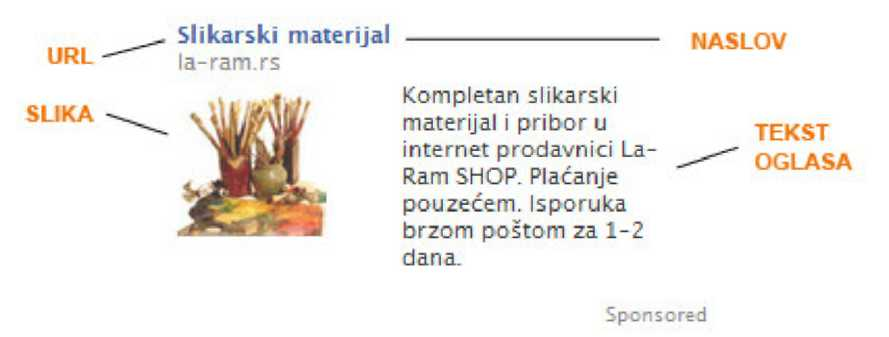 Slikarski materijal
NASLOV
URL
la-ram.rs
SLIKA
Kompletan slikarski
materijal i pribor u
internet prodavnici La-
Ram SHOP. Plaćanje
pouzećem. Isporuka
brzom poštom za 1-2
dana.
TEKST
OGLASA
Sponsored